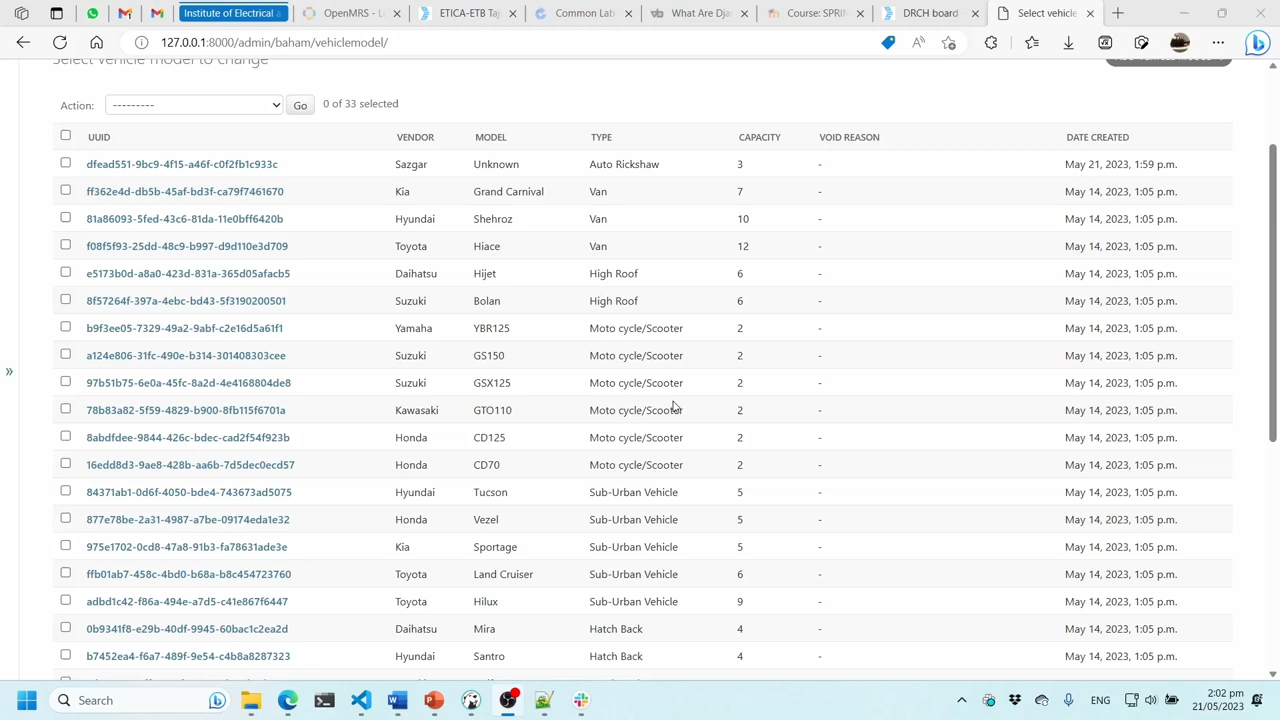 Institute of Electrical a
OpenMRS - L
ETICA-ETB Taj
Common Lab
What Are Dja
Course: SPRIN
DRCH board
Select vehicle
127.0.0.1:8000/admin/baham/vehiclemodel/
Select vehicle model to change
Action: --------- Go 0 of 33 selected
UUID VENDOR MODEL TYPE CAPACITY VOID REASON DATE CREATED
dfead551-9bc9-4f15-a46f-c0f2fb1c933c Sazgar Unknown Auto Rickshaw 3 - May 21, 2023, 1:59 p.m.
ff362e4d-db5b-45af-bd3f-ca79f7461670 Kia Grand Carnival Van 7 - May 14, 2023, 1:05 p.m.
81a86093-5fed-43c6-81da-11e0bff6420b Hyundai Shehroz Van 10 - May 14, 2023, 1:05 p.m.
f08f5f93-25dd-48c9-b997-d9d110e3d709 Toyota Hiace Van 12 - May 14, 2023, 1:05 p.m.
e5173b0d-a8a0-423d-831a-365d05afacb5 Daihatsu Hijet High Roof 6 - May 14, 2023, 1:05 p.m.
8f57264f-397a-4ebc-bd43-5f3190200501 Suzuki Bolan High Roof 6 - May 14, 2023, 1:05 p.m.
b9f3ee05-7329-49a2-9abf-c2e16d5a61f1 Yamaha YBR125 Moto cycle/Scooter 2 - May 14, 2023, 1:05 p.m.
a124e806-31fc-490e-b314-301408303cee Suzuki GS150 Moto cycle/Scooter 2 - May 14, 2023, 1:05 p.m.
97b51b75-6e0a-45fc-8a2d-4e4168804de8 Suzuki GSX125 Moto cycle/Scooter 2 - May 14, 2023, 1:05 p.m.
78b83a82-5f59-4829-b900-8fb115f6701a Kawasaki GTO110 Moto cycle/Scooter 2 - May 14, 2023, 1:05 p.m.
8abdfdee-9844-426c-bdec-cad2f54f923b Honda CD125 Moto cycle/Scooter 2 - May 14, 2023, 1:05 p.m.
16edd8d3-9ae8-428b-aa6b-7d5dec0ecd57 Honda CD70 Moto cycle/Scooter 2 - May 14, 2023, 1:05 p.m.
84371ab1-0d6f-4050-bde4-743673ad5075 Hyundai Tucson Sub-Urban Vehicle 5 - May 14, 2023, 1:05 p.m.
877e78be-2a31-4987-a7be-09174eda1e32 Honda Vezel Sub-Urban Vehicle 5 - May 14, 2023, 1:05 p.m.
975e1702-0cd8-47a8-91b3-fa78631ade3e Kia Sportage Sub-Urban Vehicle 5 - May 14, 2023, 1:05 p.m.
ffb01ab7-458c-4bd0-b68a-b8c454723760 Toyota Land Cruiser Sub-Urban Vehicle 6 - May 14, 2023, 1:05 p.m.
adbd1c42-f86a-494e-a7d5-c41e867f6447 Toyota Hilux Sub-Urban Vehicle 9 - May 14, 2023, 1:05 p.m.
0b9341f8-e29b-40df-9945-60bac1c2ea2d Daihatsu Mira Hatch Back 4 - May 14, 2023, 1:05 p.m.
b7452ea4-f6a7-489f-9e54-c4b8a8287323 Hyundai Santro Hatch Back 4 - May 14, 2023, 1:05 p.m.
Search
ENG
2:02 pm
21/05/2023